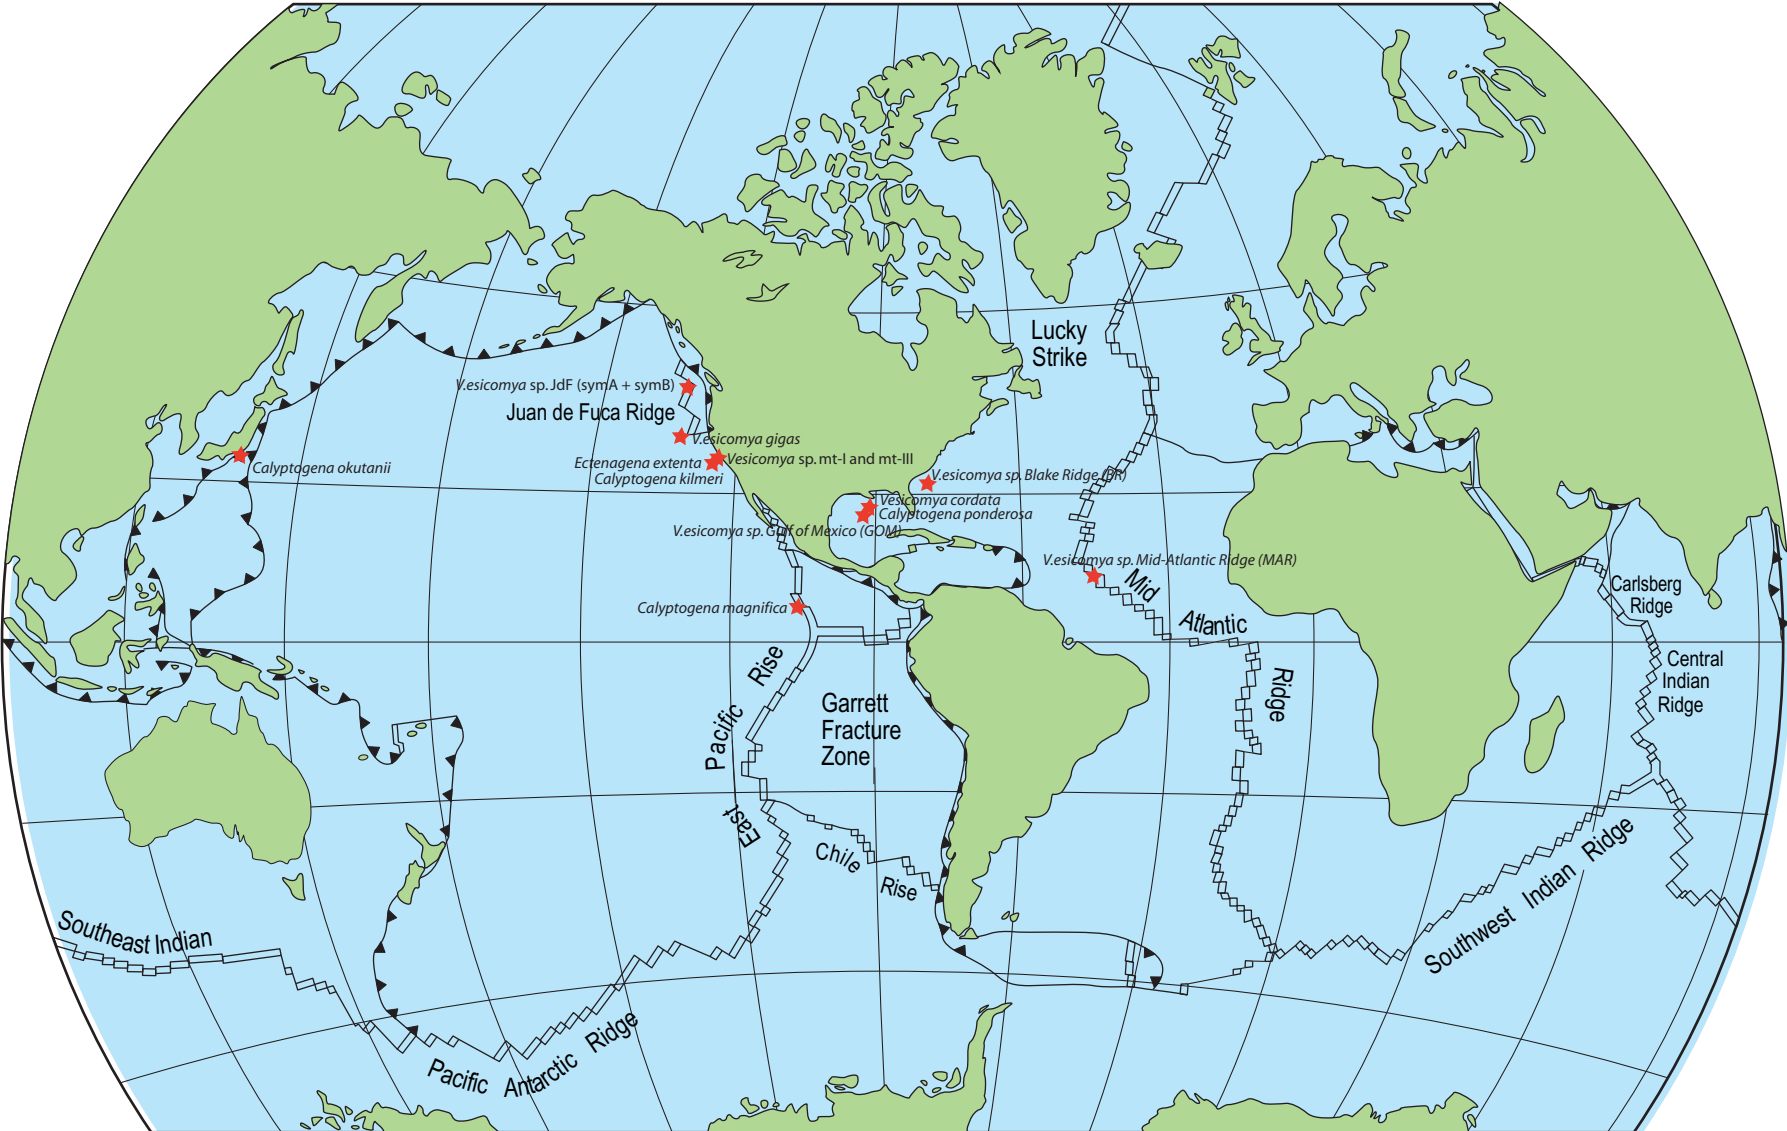 Lucky
Strike
V.esicomya sp. JdF (symA + symB)
Juan de Fuca Ridge
V.esicomya gigas
Ectenagena extenta
Vesicomya sp. mt-I and mt-III
Calyptogena kilmeri
Calyptogena okutanii
V.esicomya sp. Blake Ridge (BR)
Vesicomya cordata
Calyptogena ponderosa
V.esicomya sp. Gulf of Mexico (GOM)
V.esicomya sp. Mid-Atlantic Ridge (MAR)
Calyptogena magnifica
Mid
Atlantic
Ridge
Carlsberg
Ridge
Central
Indian
Ridge
East
Pacific
Rise
Garrett
Fracture
Zone
Chile
Rise
Southwest Indian Ridge
Southeast Indian
Pacific Antarctic Ridge